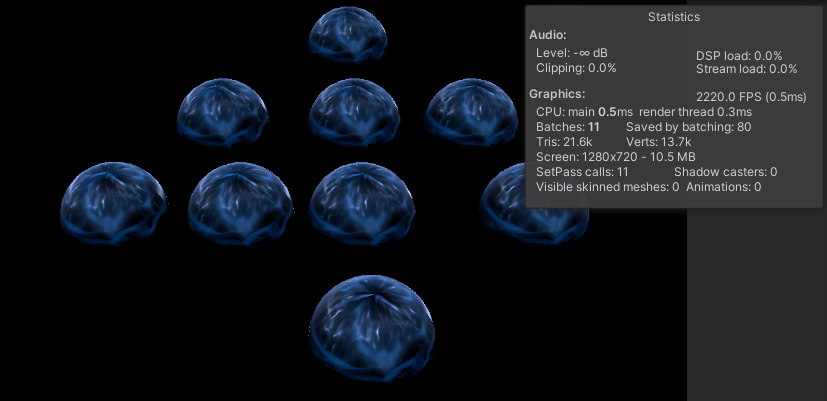 Statistics
Audio:
Level: -∞ dB DSP load: 0.0%
Clipping: 0.0% Stream load: 0.0%
Graphics: 2220.0 FPS (0.5ms)
CPU: main 0.5ms render thread 0.3ms
Batches: 11 Saved by batching: 80
Tris: 21.6k Verts: 13.7k
Screen: 1280x720 - 10.5 MB
SetPass calls: 11 Shadow casters: 0
Visible skinned meshes: 0 Animations: 0